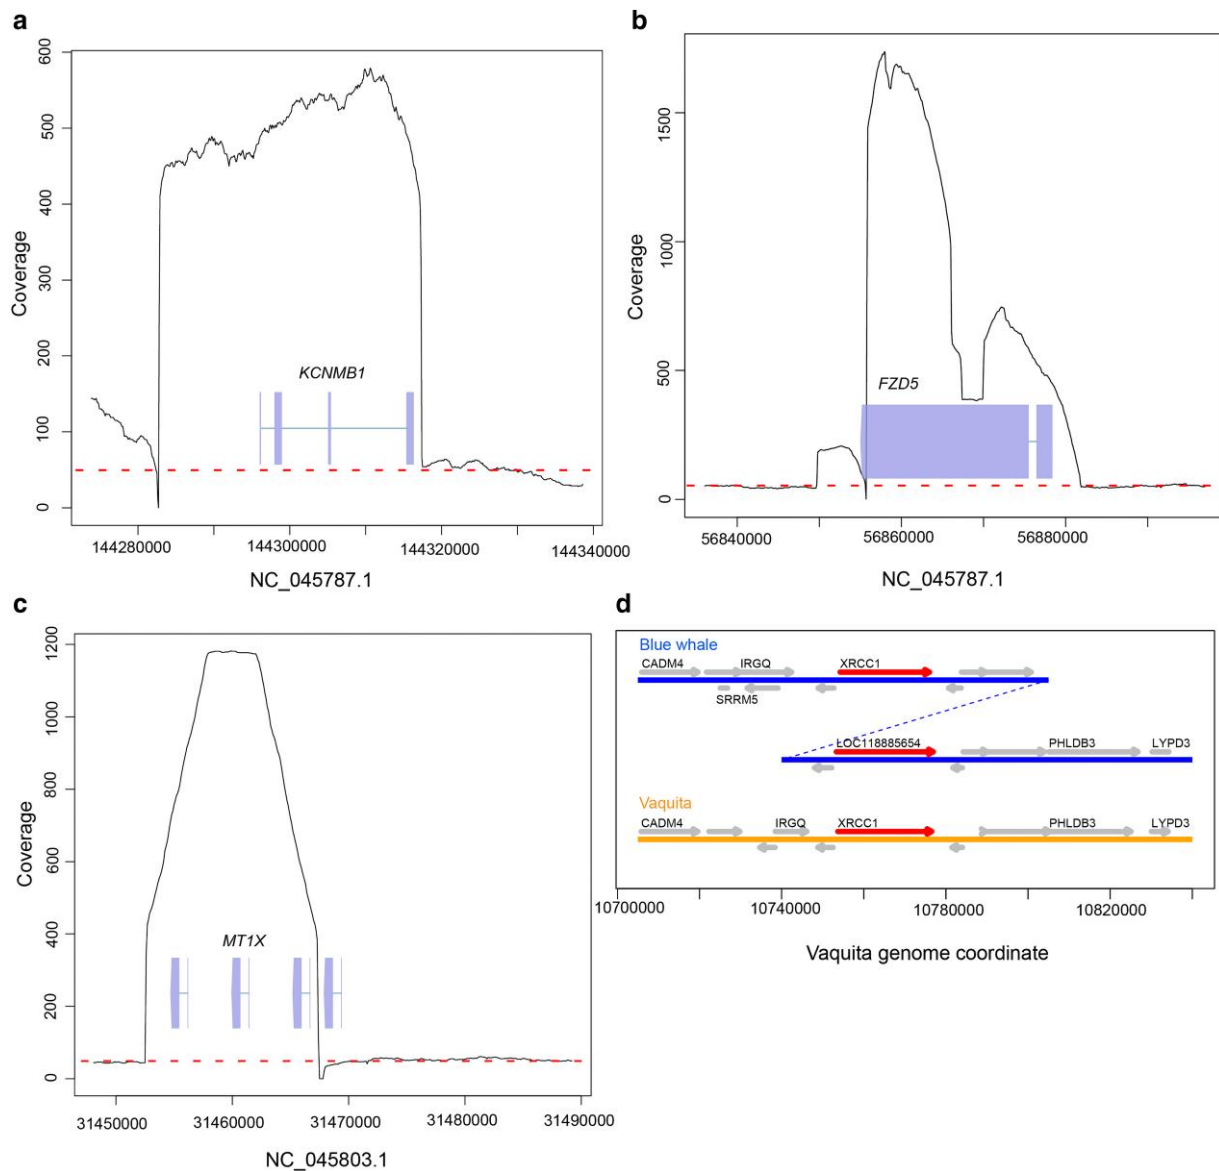 a
600
500
400
300
200
100
0
Coverage
KCNMB1
144280000 144300000 144320000 144340000
NC_045787.1
b
1500
1000
500
0
Coverage
FZD5
56840000 56860000 56880000
NC_045787.1
c
1200
1000
800
600
400
200
0
Coverage
MT1X
31450000 31460000 31470000 31480000 31490000
NC_045803.1
d
Blue whale
CADM4 IRGQ XRCC1
SRRM5
LOC118885654 PHLDB3 LYPD3
Vaquita
CADM4 IRGQ XRCC1 PHLDB3 LYPD3
10700000 10740000 10780000 10820000
Vaquita genome coordinate